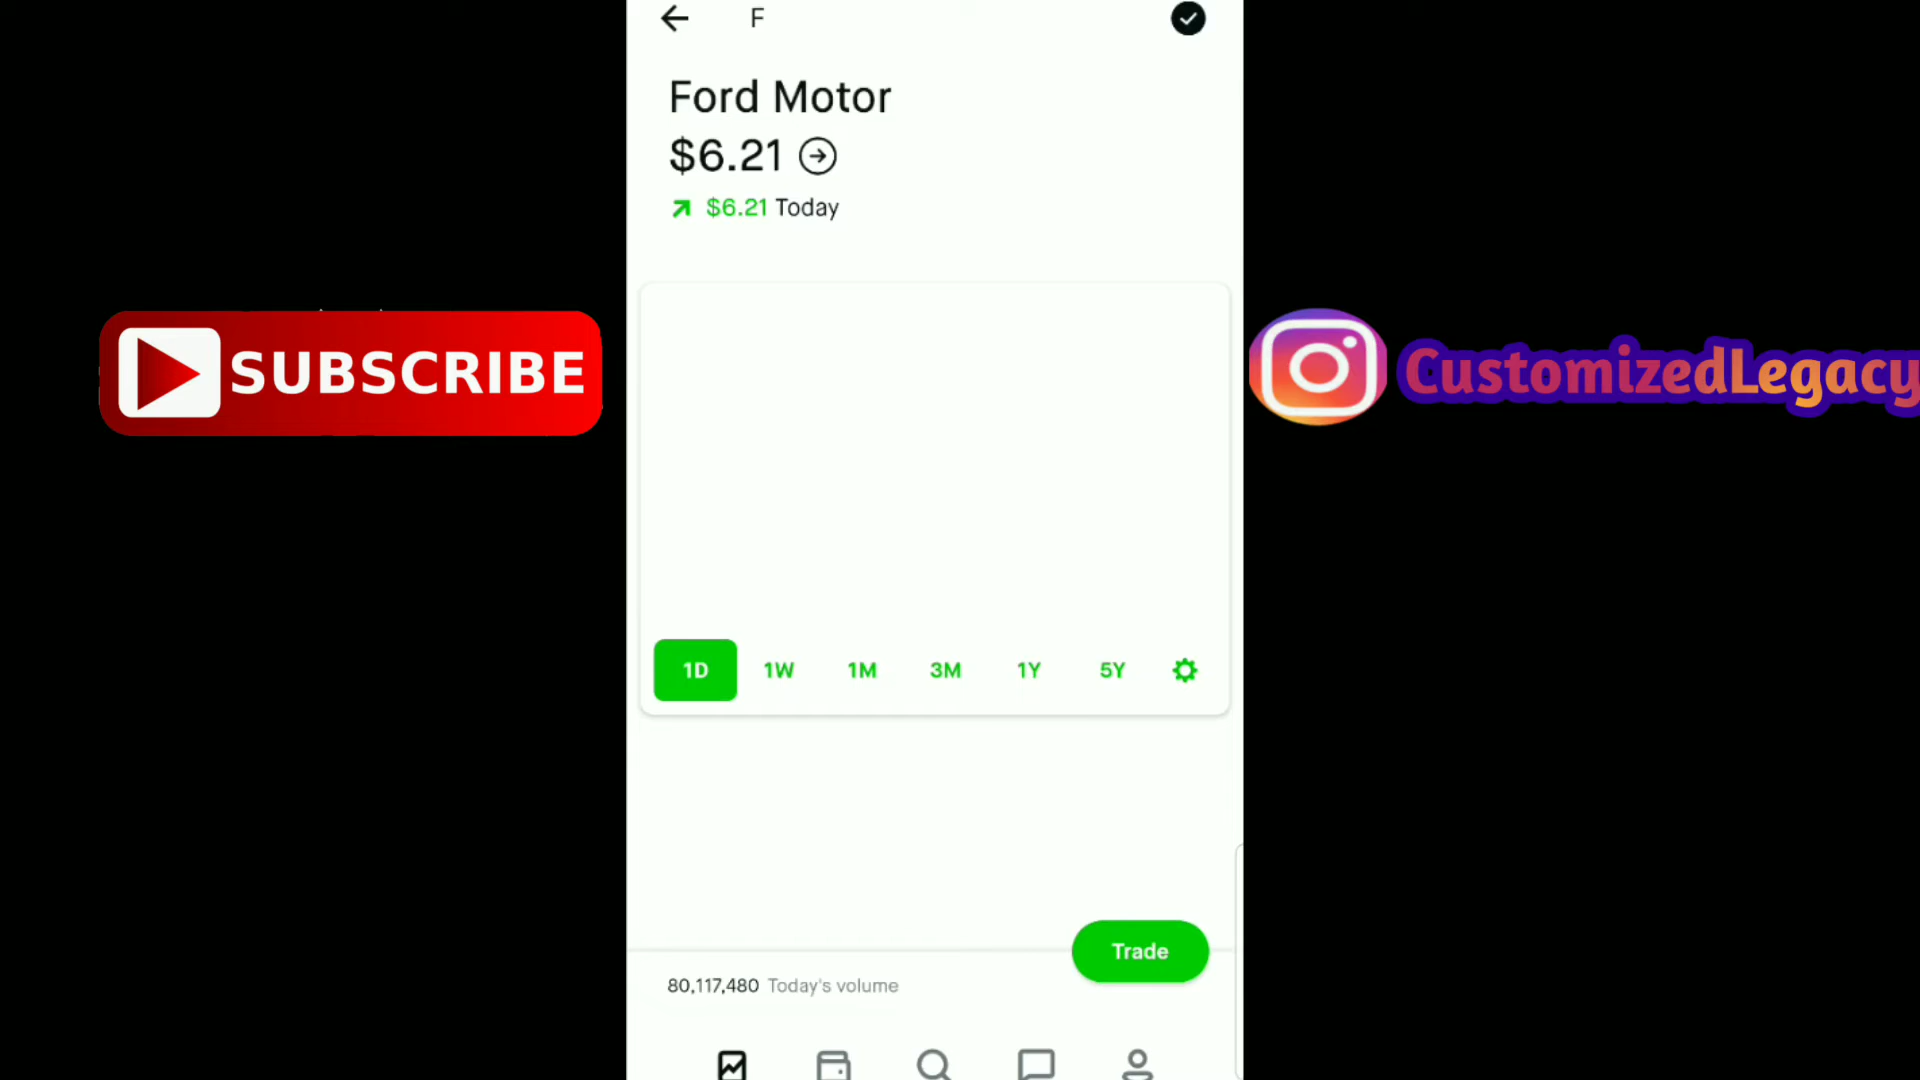 F
Ford Motor
$6.21
$6.21 Today
SUBSCRIBE
CustomizedLegacy
1D 1W 1M 3M 1Y 5Y
Trade
80,117,480 Today's volume